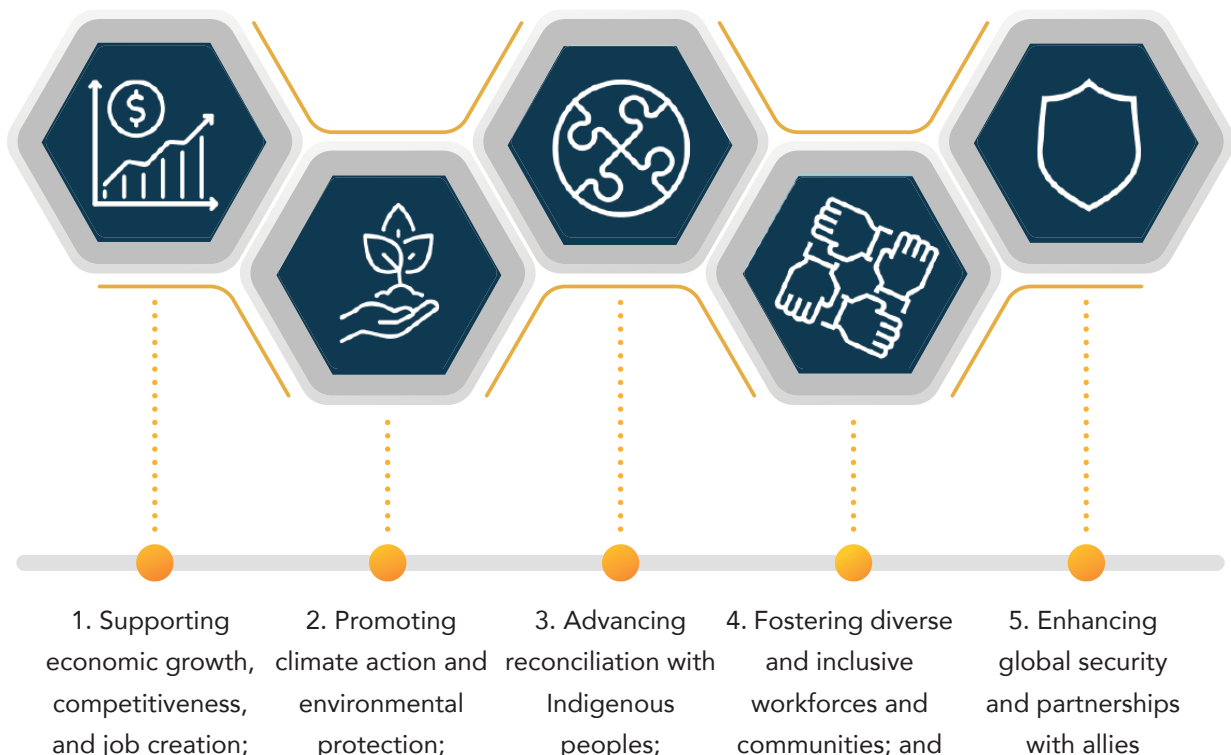 $
1. Supporting
economic growth,
competitiveness,
and job creation;
2. Promoting
climate action and
environmental
protection;
3. Advancing
reconciliation with
Indigenous
peoples;
4. Fostering diverse
and inclusive
workforces and
communities; and
5. Enhancing
global security
and partnerships
with allies